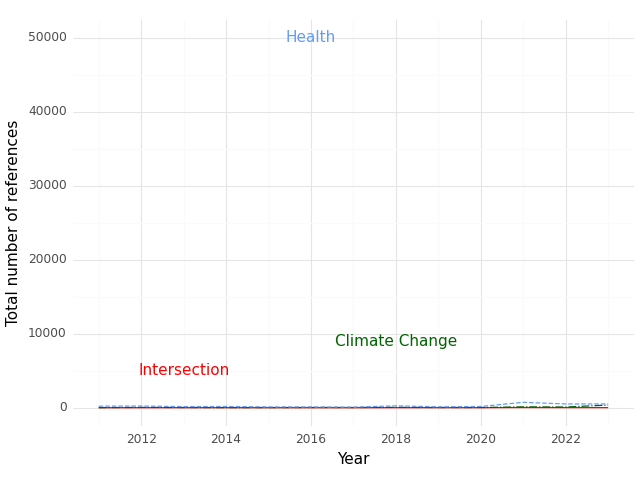 50000
Health
40000
30000
20000
10000
Climate Change
Intersection
0
Total number of references
2012
2014
2016
2018
2020
2022
Year